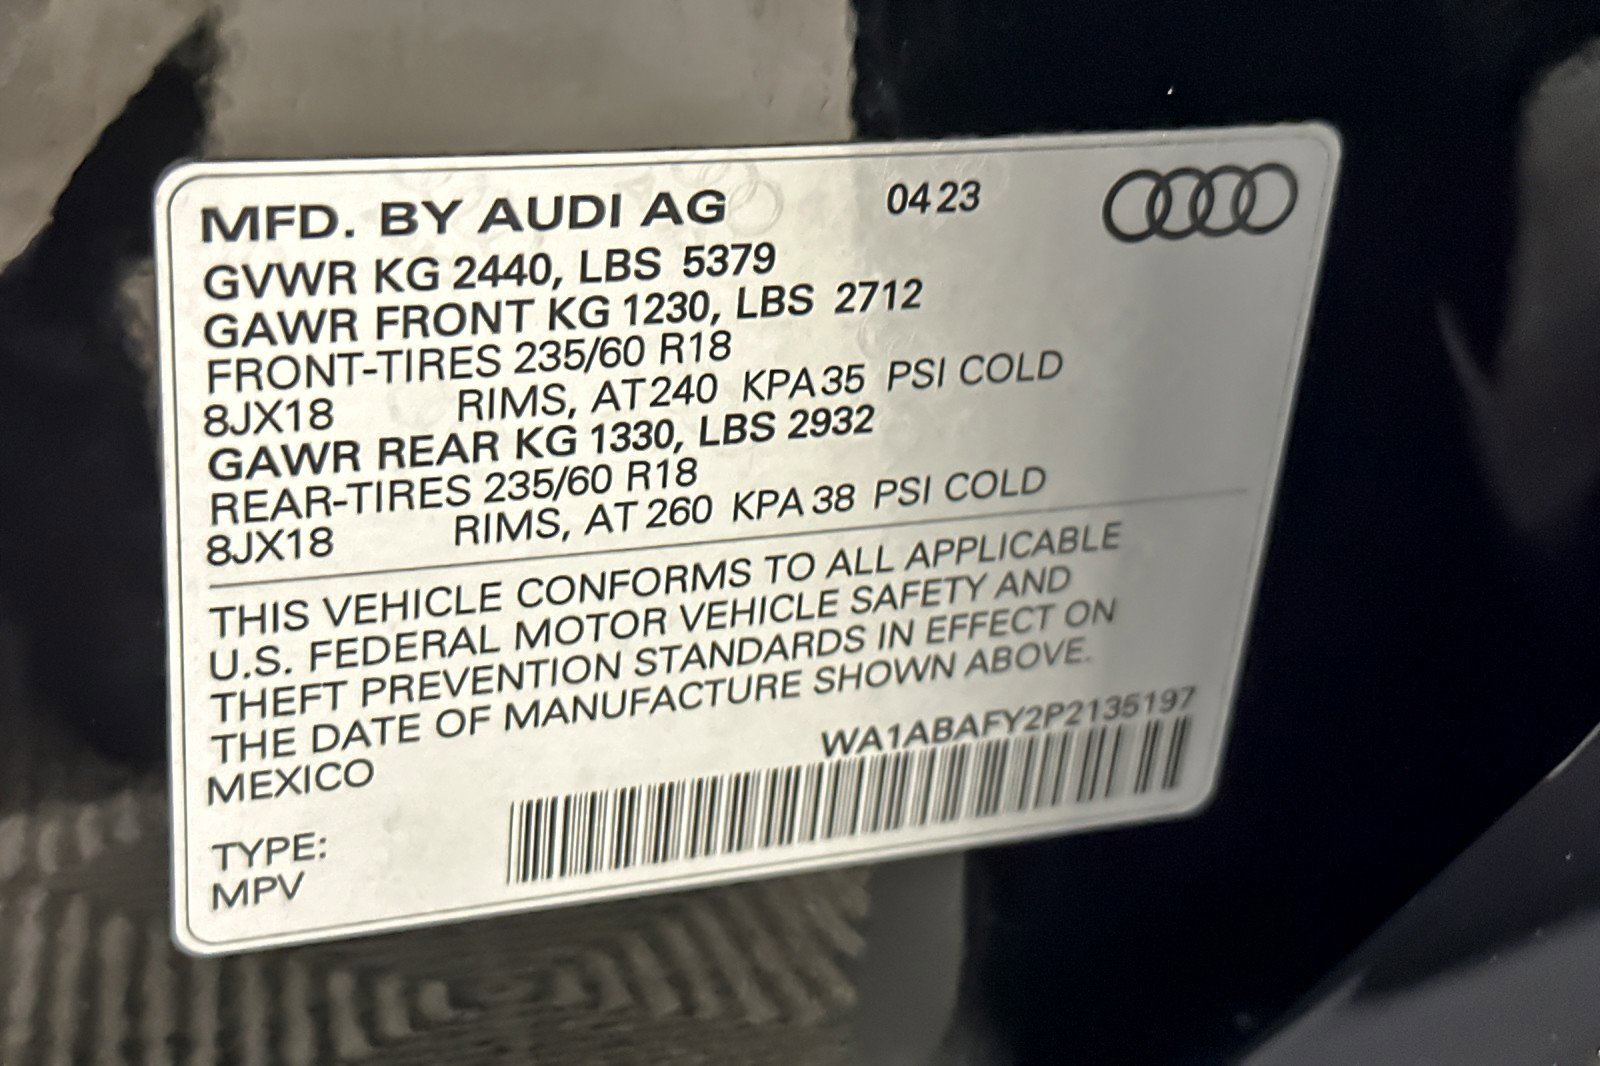 MFD. BY AUDI AG 04 23
GVWR KG 2440, LBS 5379
GAWR FRONT KG 1230, LBS 2712
FRONT-TIRES 235/60 R18
8JX18 RIMS, AT 240 KPA 35 PSI COLD
GAWR REAR KG 1330, LBS 2932
REAR-TIRES 235/60 R18
8JX18 RIMS, AT 260 KPA 38 PSI COLD
THIS VEHICLE CONFORMS TO ALL APPLICABLE
U.S. FEDERAL MOTOR VEHICLE SAFETY AND
THEFT PREVENTION STANDARDS IN EFFECT ON
THE DATE OF MANUFACTURE SHOWN ABOVE.
MEXICO WA1ABAFY2P2135197
TYPE:
MPV